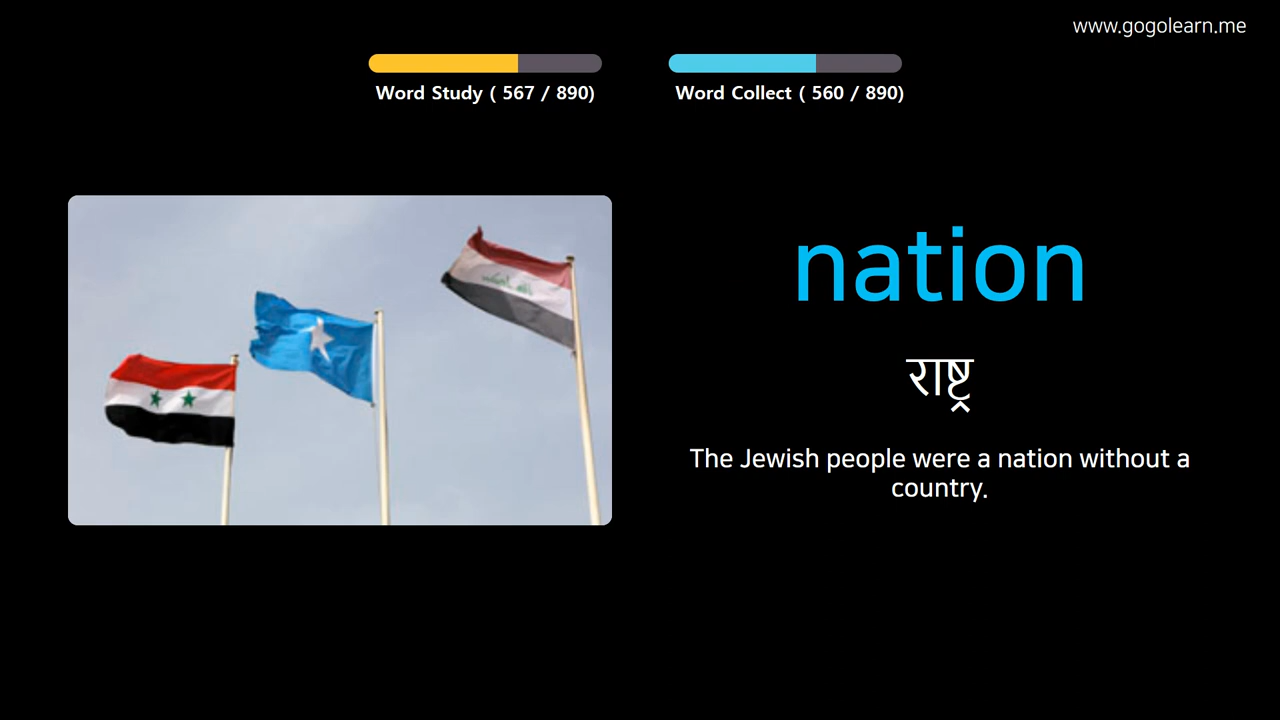 www.gogolearn.me
Word Study ( 567 / 890)
Word Collect ( 560 / 890)
nation
राष्ट्र
The Jewish people were a nation without a
country.